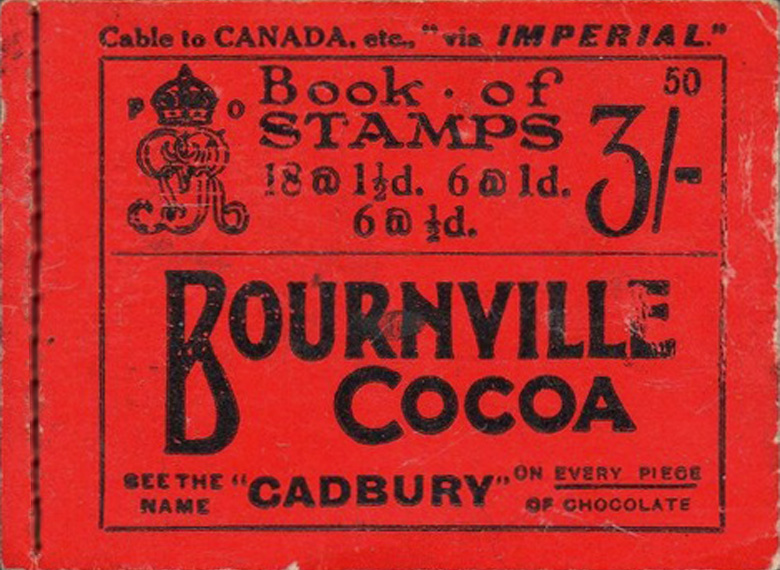 Cable to CANADA, etc., "via IMPERIAL."
P O
GR
Book · of
STAMPS
50
3/-
18 @ 1½d. 6 @ 1d.
6 @ ½d.
BOURNVILLE
COCOA
SEE THE NAME "CADBURY" ON EVERY PIECE OF CHOCOLATE